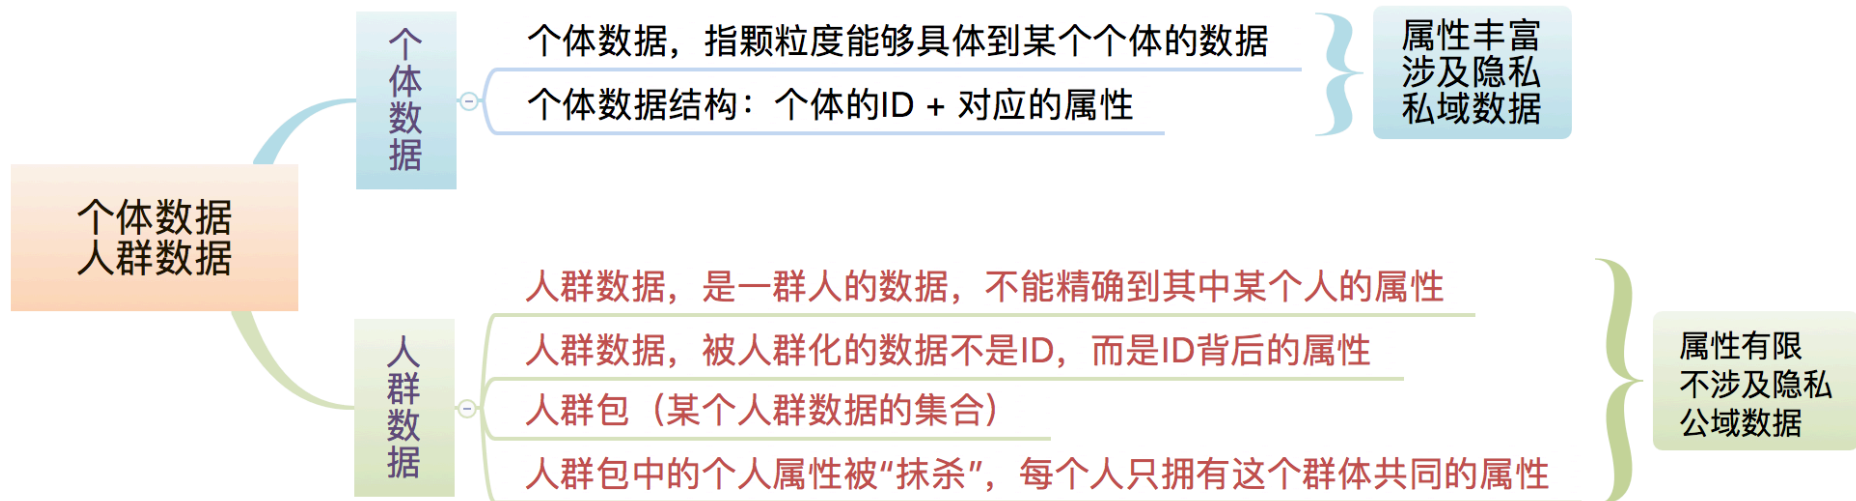 个体数据
人群数据
个体数据
个体数据，指颗粒度能够具体到某个个体的数据
个体数据结构：个体的ID + 对应的属性
属性丰富
涉及隐私
私域数据
人群数据
人群数据，是一群人的数据，不能精确到其中某个人的属性
人群数据，被人群化的数据不是ID，而是ID背后的属性
人群包（某个人群数据的集合）
人群包中的个人属性被“抹杀”，每个人只拥有这个群体共同的属性
属性有限
不涉及隐私
公域数据